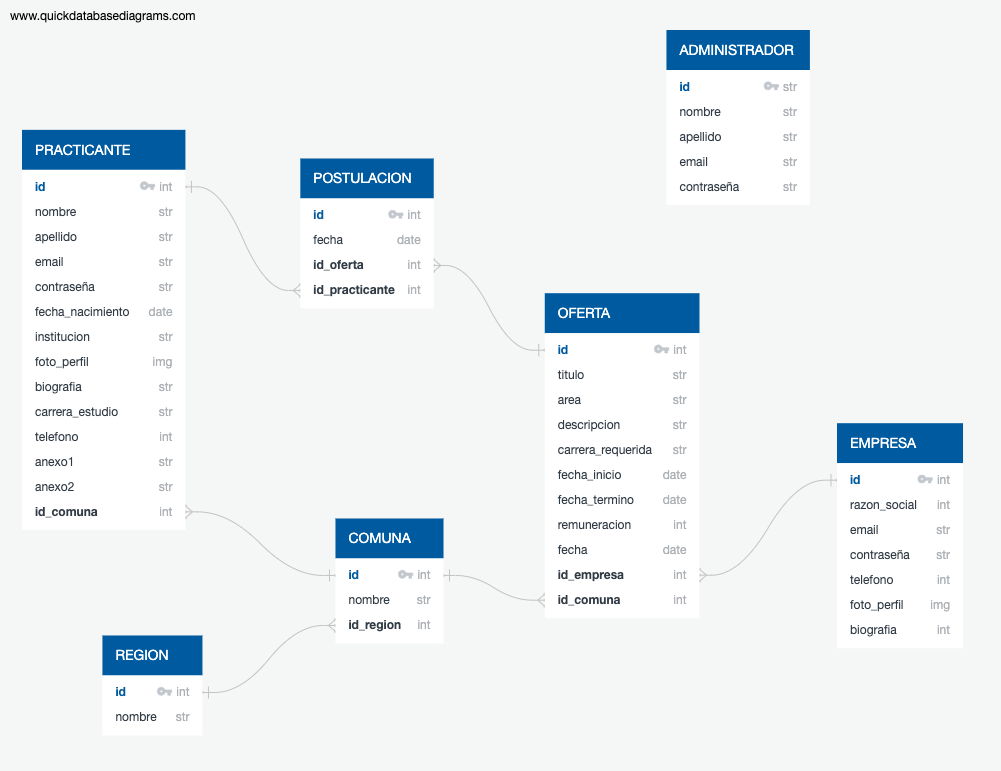 www.quickdatabasediagrams.com
ADMINISTRADOR
id str
nombre str
apellido str
email str
contraseña str
PRACTICANTE
id int
nombre str
apellido str
email str
contraseña str
fecha_nacimiento date
institucion str
foto_perfil img
biografia str
carrera_estudio str
telefono int
anexo1 str
anexo2 str
id_comuna int
POSTULACION
id int
fecha date
id_oferta int
id_practicante int
OFERTA
id int
titulo str
area str
descripcion str
carrera_requerida str
fecha_inicio date
fecha_termino date
remuneracion int
fecha date
id_empresa int
id_comuna int
EMPRESA
id int
razon_social int
email str
contraseña str
telefono int
foto_perfil img
biografia int
COMUNA
id int
nombre str
id_region int
REGION
id int
nombre str